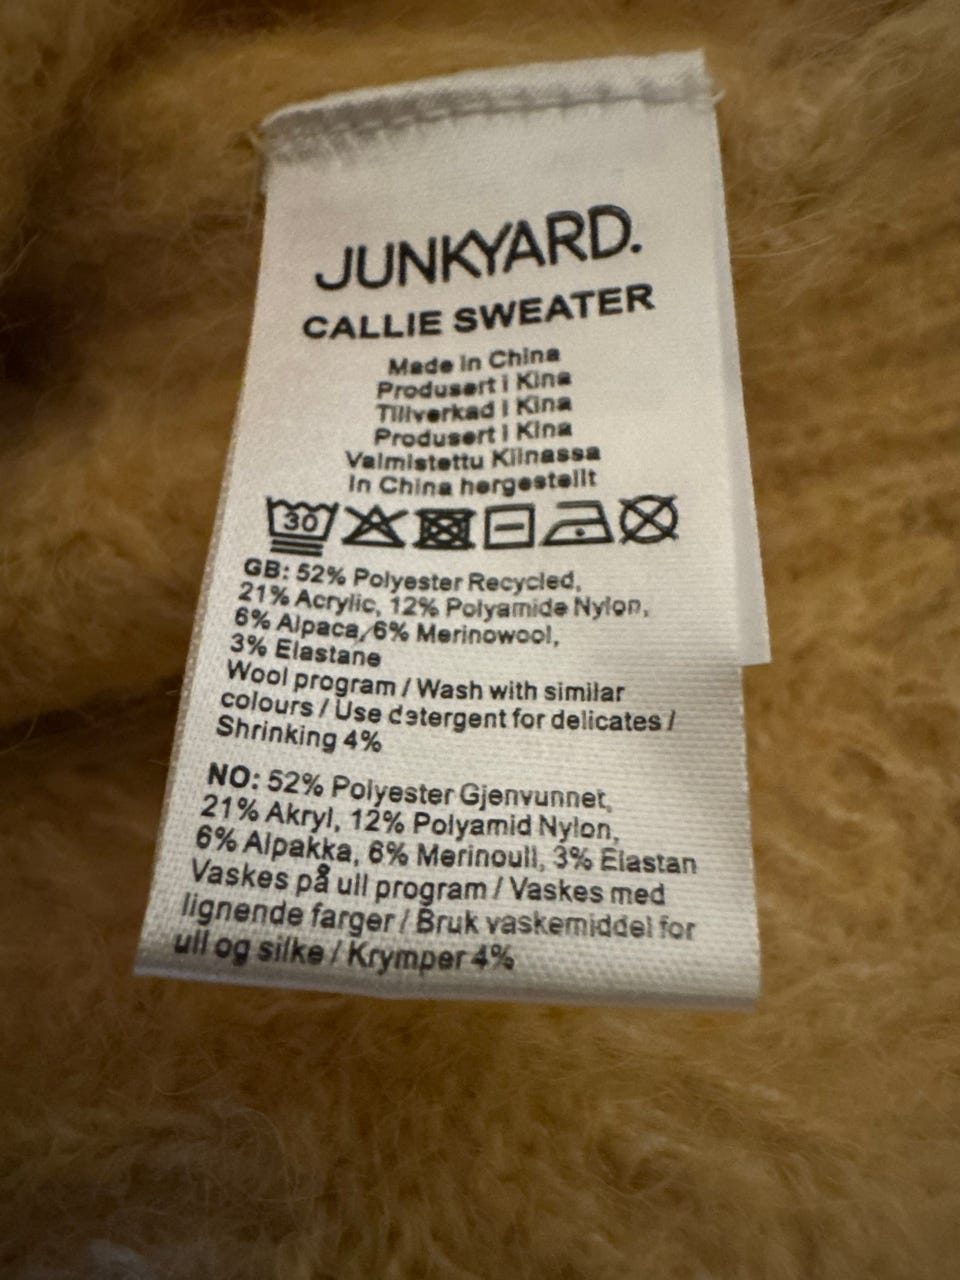 JUNKYARD.
CALLIE SWEATER
Made in China
Produsert i Kina
Tillverkad i Kina
Produsert i Kina
Valmistettu Kiinassa
In China hergestellt
30
GB: 52% Polyester Recycled,
21% Acrylic, 12% Polyamide Nylon,
6% Alpaca, 6% Merinowool,
3% Elastane
Wool program / Wash with similar
colours / Use detergent for delicates /
Shrinking 4%
NO: 52% Polyester Gjenvunnet,
21% Akryl, 12% Polyamid Nylon,
6% Alpakka, 6% Merinoull, 3% Elastan
Vaskes på ull program / Vaskes med
lignende farger / Bruk vaskemiddel for
ull og silke / Krymper 4%